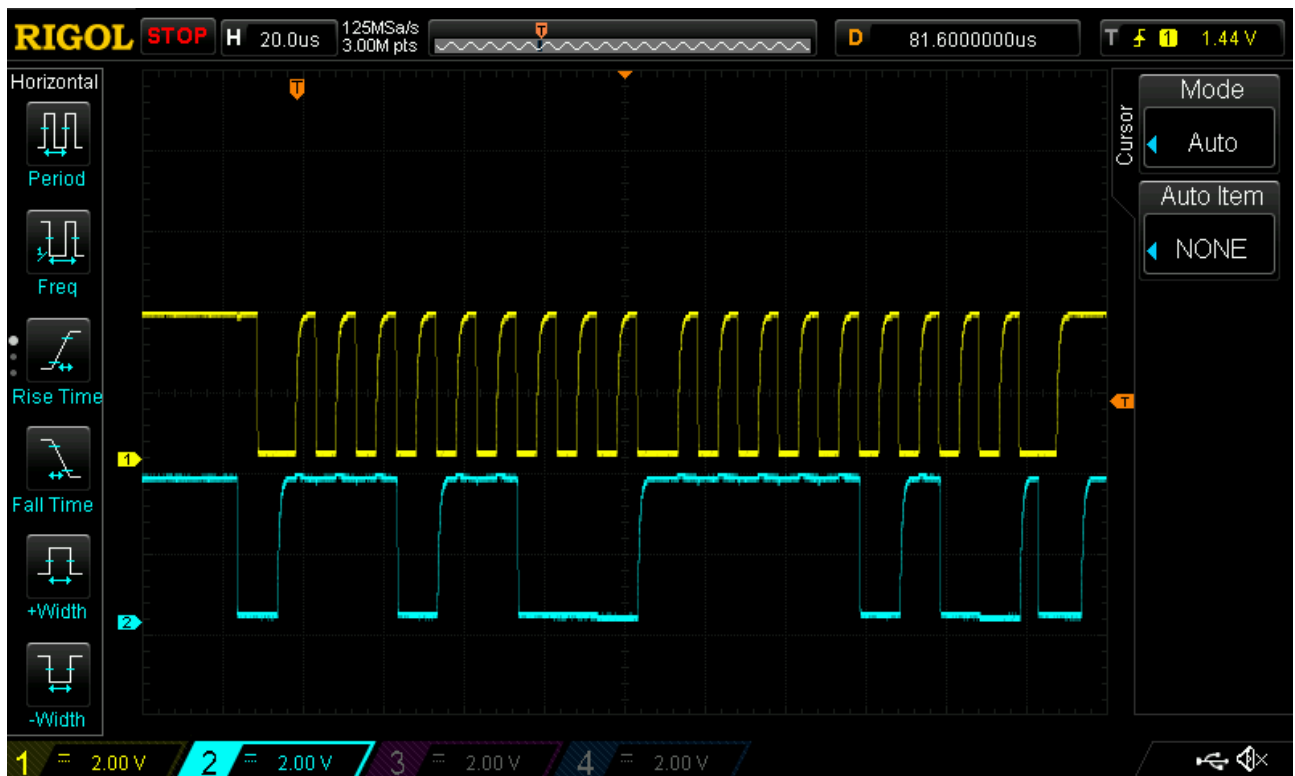 RIGOL STOP H 20.0us 125MSa/s 3.00M pts T D 81.6000000us T 1 1.44 V
Horizontal
Period
1/
Freq
Rise Time
Fall Time
+Width
-Width
T
1
2
T
Cursor
Mode
Auto
Auto Item
NONE
1 = 2.00 V 2 = 2.00 V 3 = 2.00 V 4 = 2.00 V